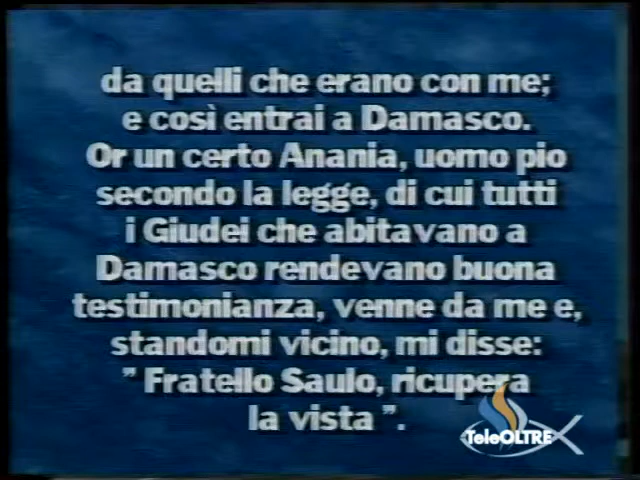 da quelli che erano con me;
e così entrai a Damasco.
Or un certo Anania, uomo pio
secondo la legge, di cui tutti
i Giudei che abitavano a
Damasco rendevano buona
testimonianza, venne da me e,
standomi vicino, mi disse:
" Fratello Saulo, ricupera
la vista ".
TeleOLTRE